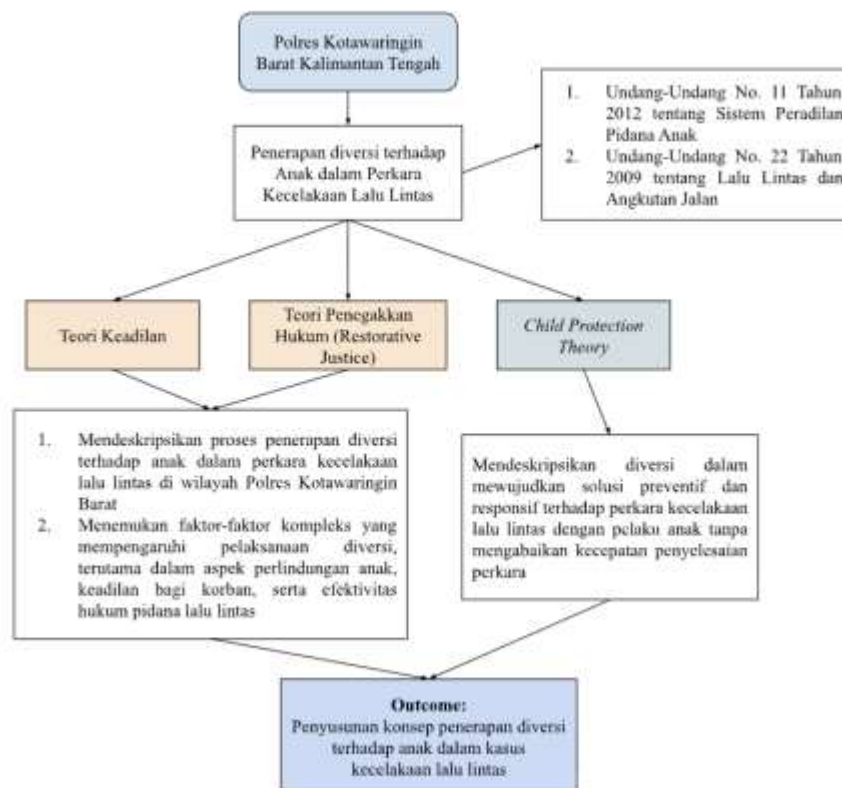 Polres Kotawaringin
Barat Kalimantan Tengah
Penerapan diversi terhadap
Anak dalam Perkara
Kecelakaan Lalu Lintas
1. Undang-Undang No. 11 Tahun
2012 tentang Sistem Peradilan
Pidana Anak
2. Undang-Undang No. 22 Tahun
2009 tentang Lalu Lintas dan
Angkutan Jalan
Teori Keadilan
Teori Penegakkan
Hukum (Restorative
Justice)
Child Protection
Theory
1. Mendeskripsikan proses penerapan diversi
terhadap anak dalam perkara kecelakaan
lalu lintas di wilayah Polres Kotawaringin
Barat
2. Menemukan faktor-faktor kompleks yang
mempengaruhi pelaksanaan diversi,
terutama dalam aspek perlindungan anak,
keadilan bagi korban, serta efektivitas
hukum pidana lalu lintas
Mendeskripsikan diversi dalam
mewujudkan solusi preventif dan
responsif terhadap perkara kecelakaan
lalu lintas dengan pelaku anak tanpa
mengabaikan kecepatan penyelesaian
perkara
Outcome:
Penyusunan konsep penerapan diversi
terhadap anak dalam kasus
kecelakaan lalu lintas